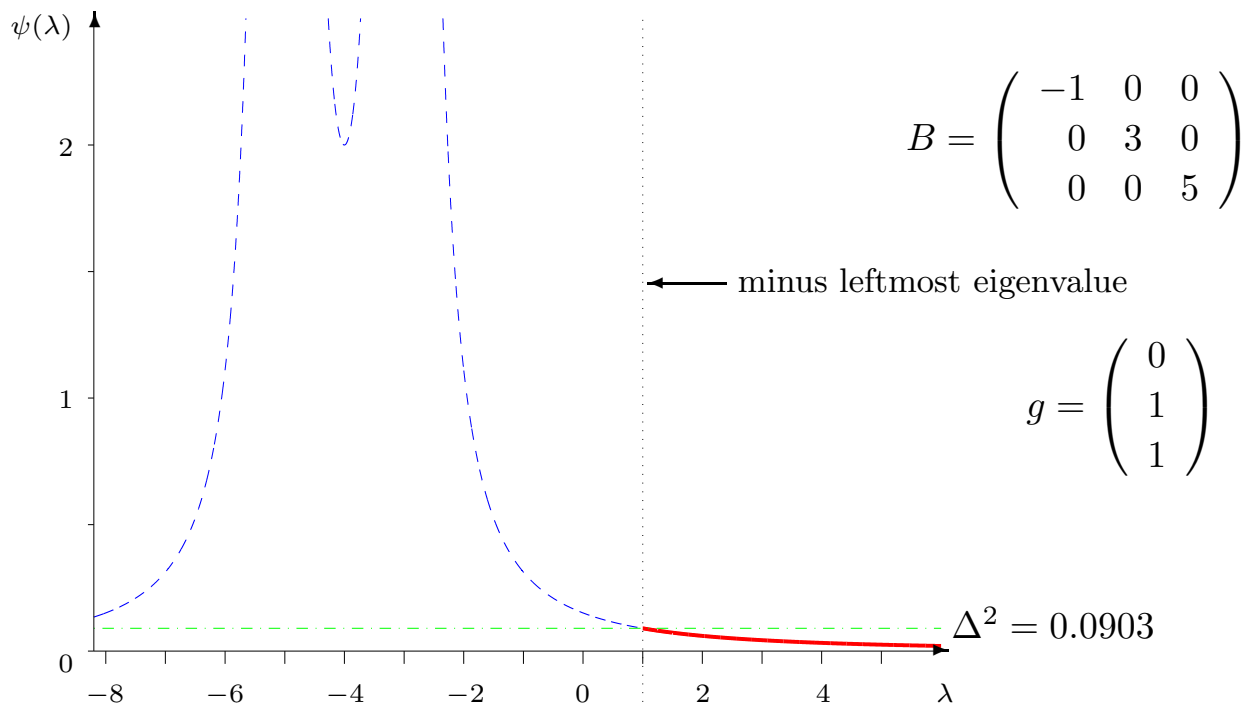 ψ(λ)
2
1
0
−8 −6 −4 −2 0 2 4 λ
B = ( −1 0 0
0 3 0
0 0 5 )
minus leftmost eigenvalue
g = ( 0
1
1 )
Δ² = 0.0903